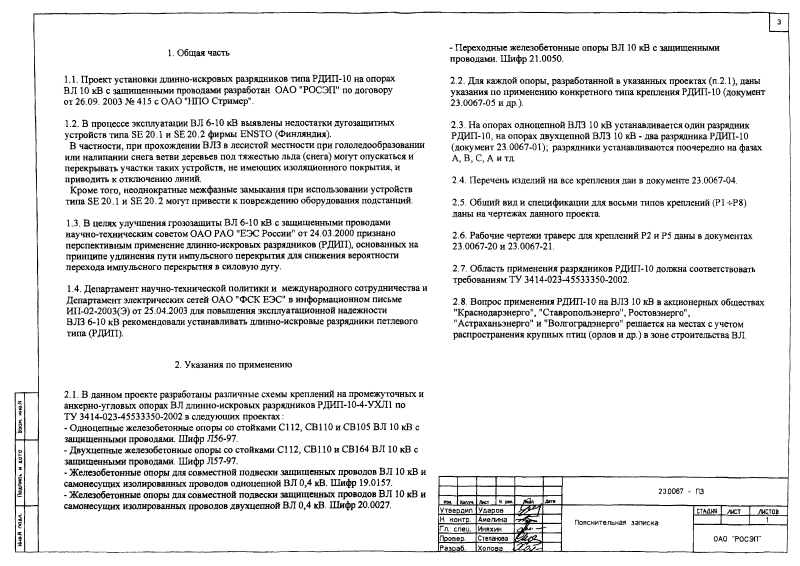 3
1. Общая часть
1.1. Проект установки длинно-искровых разрядников типа РДИП-10 на опорах
ВЛ 10 кВ с защищенными проводами разработан ОАО "РОСЭП" по договору
от 26.09. 2003 № 415 с ОАО "НПО Стример".
1.2. В процессе эксплуатации ВЛ 6-10 кВ выявлены недостатки дугозащитных
устройств типа SE 20.1 и SE 20.2 фирмы ENSTO (Финляндия).
В частности, при прохождении ВЛЗ в лесистой местности при гололедообразовании
или налипании снега ветви деревьев под тяжестью льда (снега) могут опускаться и
перекрывать участки таких устройств, не имеющих изоляционного покрытия, и
приводить к отключению линий.
Кроме того, неоднократные межфазные замыкания при использовании устройств
типа SE 20.1 и SE 20.2 могут привести к повреждению оборудования подстанций.
1.3. В целях улучшения грозозащиты ВЛ 6-10 кВ с защищенными проводами
научно-техническим советом ОАО РАО "ЕЭС России" от 24.03.2000 признано
перспективным применение длинно-искровых разрядников (РДИП), основанных на
принципе удлинения пути импульсного перекрытия для снижения вероятности
перехода импульсного перекрытия в силовую дугу.
1.4. Департамент научно-технической политики и международного сотрудничества и
Департамент электрических сетей ОАО "ФСК ЕЭС" в информационном письме
ИП-02-2003(Э) от 25.04.2003 для повышения эксплуатационной надежности
ВЛЗ 6-10 кВ рекомендовали устанавливать длинно-искровые разрядники петлевого
типа (РДИП).
2. Указания по применению
2.1. В данном проекте разработаны различные схемы креплений на промежуточных и
анкерно-угловых опорах ВЛ длинно-искровых разрядников РДИП-10-4-УХЛ1 по
ТУ 3414-023-45533350-2002 в следующих проектах:
- Одноцепные железобетонные опоры со стойками С112, СВ110 и СВ105 ВЛ 10 кВ с
защищенными проводами. Шифр Л56-97.
- Двухцепные железобетонные опоры со стойками С112, СВ110 и СВ164 ВЛ 10 кВ с
защищенными проводами. Шифр Л57-97.
- Железобетонные опоры для совместной подвески защищенных проводов ВЛ 10 кВ и
самонесущих изолированных проводов одноцепной ВЛ 0,4 кВ. Шифр 19.0157.
- Железобетонные опоры для совместной подвески защищенных проводов ВЛ 10 кВ и
самонесущих изолированных проводов двухцепной ВЛ 0,4 кВ. Шифр 20.0027.
- Переходные железобетонные опоры ВЛ 10 кВ с защищенными
проводами. Шифр 21.0050.
2.2. Для каждой опоры, разработанной в указанных проектах (п.2.1), даны
указания по применению конкретного типа крепления РДИП-10 (документ
23.0067-05 и др.).
2.3. На опорах одноцепной ВЛЗ 10 кВ устанавливается один разрядник
РДИП-10, на опорах двухцепной ВЛЗ 10 кВ - два разрядника РДИП-10
(документ 23.0067-01); разрядники устанавливаются поочередно на фазах
А, В, С, А и тд.
2.4. Перечень изделий на все крепления дан в документе 23.0067-04.
2.5. Общий вид и спецификации для восьми типов креплений (Р1÷Р8)
даны на чертежах данного проекта.
2.6. Рабочие чертежи траверс для креплений Р2 и Р5 даны в документах
23.0067-20 и 23.0067-21.
2.7. Область применения разрядников РДИП-10 должна соответствовать
требованиям ТУ 3414-023-45533350-2002.
2.8. Вопрос применения РДИП-10 на ВЛЗ 10 кВ в акционерных обществах
"Краснодарэнерго", "Ставропольэнерго", Ростовэнерго",
"Астраханьэнерго" и "Волгоградэнерго" решается на местах с учетом
распространения крупных птиц (орлов и др.) в зоне строительства ВЛ.
Взам. инв.N
Подпись и дата
Инв.N подл.
23.0067 - ПЗ
Изм. Кол.уч. Лист N док. Подп. Дата
Утвердил Ударов
Н. контр. Амелина
Гл. спец. Иняхин
Провер. Степанова
Разраб. Холова
Пояснительная записка
СТАДИЯ ЛИСТ ЛИСТОВ
1
ОАО "РОСЭП"